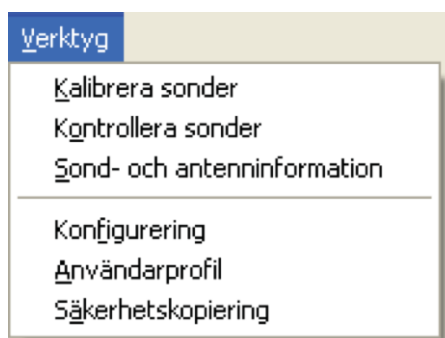 Verktyg
Kalibrera sonder
Kontrollera sonder
Sond- och antenninformation
Konfigurering
Användarprofil
Säkerhetskopiering